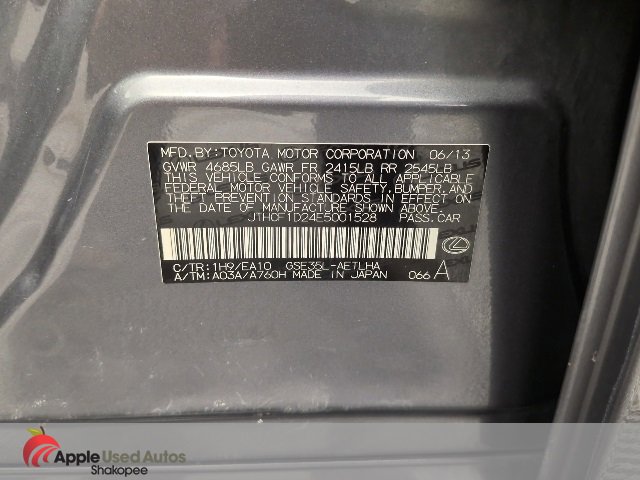 MFD.BY:TOYOTA MOTOR CORPORATION 06/13
GVWR 4685LB GAWR FR 2415LB RR 2545LB
THIS VEHICLE CONFORMS TO ALL APPLICABLE
FEDERAL MOTOR VEHICLE SAFETY, BUMPER, AND
THEFT PREVENTION STANDARDS IN EFFECT ON
THE DATE OF MANUFACTURE SHOWN ABOVE.
JTHCF1D24E5001528 PASS.CAR
C/TR:1H9/EA10 GSE35L-AETLHA
A/TM:A03A/A760H MADE IN JAPAN 066 A
Apple Used Autos
Shakopee